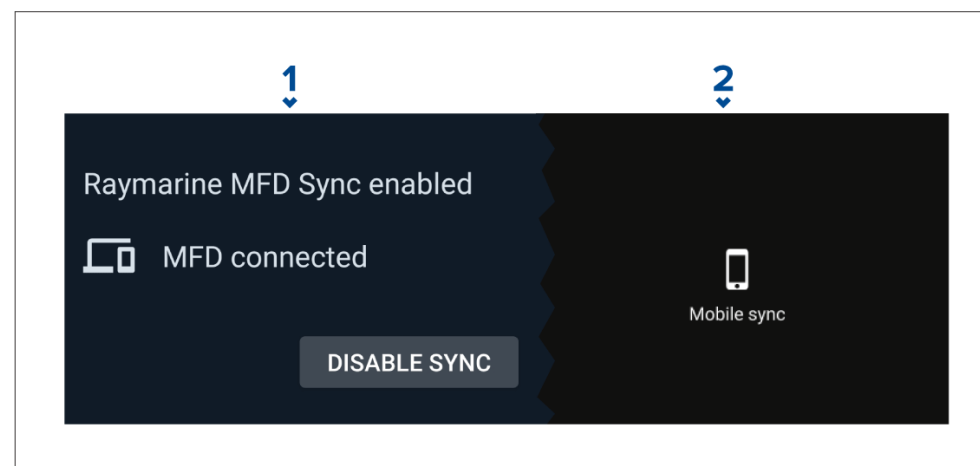 1
2
Raymarine MFD Sync enabled
MFD connected
DISABLE SYNC
Mobile sync